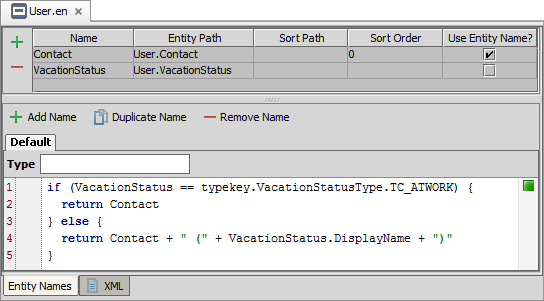 User.en
Name Entity Path Sort Path Sort Order Use Entity Name?
Contact User.Contact 0
VacationStatus User.VacationStatus
Add Name Duplicate Name Remove Name
Default
Type
1 if (VacationStatus == typekey.VacationStatusType.TC_ATWORK) {
2 return Contact
3 } else {
4 return Contact + " (" + VacationStatus.DisplayName + ")"
5 }
Entity Names XML